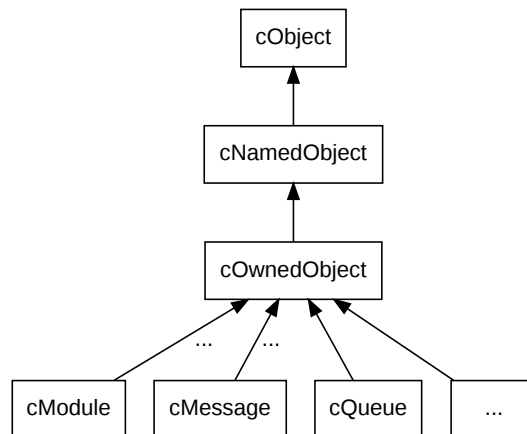 cObject
cNamedObject
cOwnedObject
... ...
cModule cMessage cQueue ...